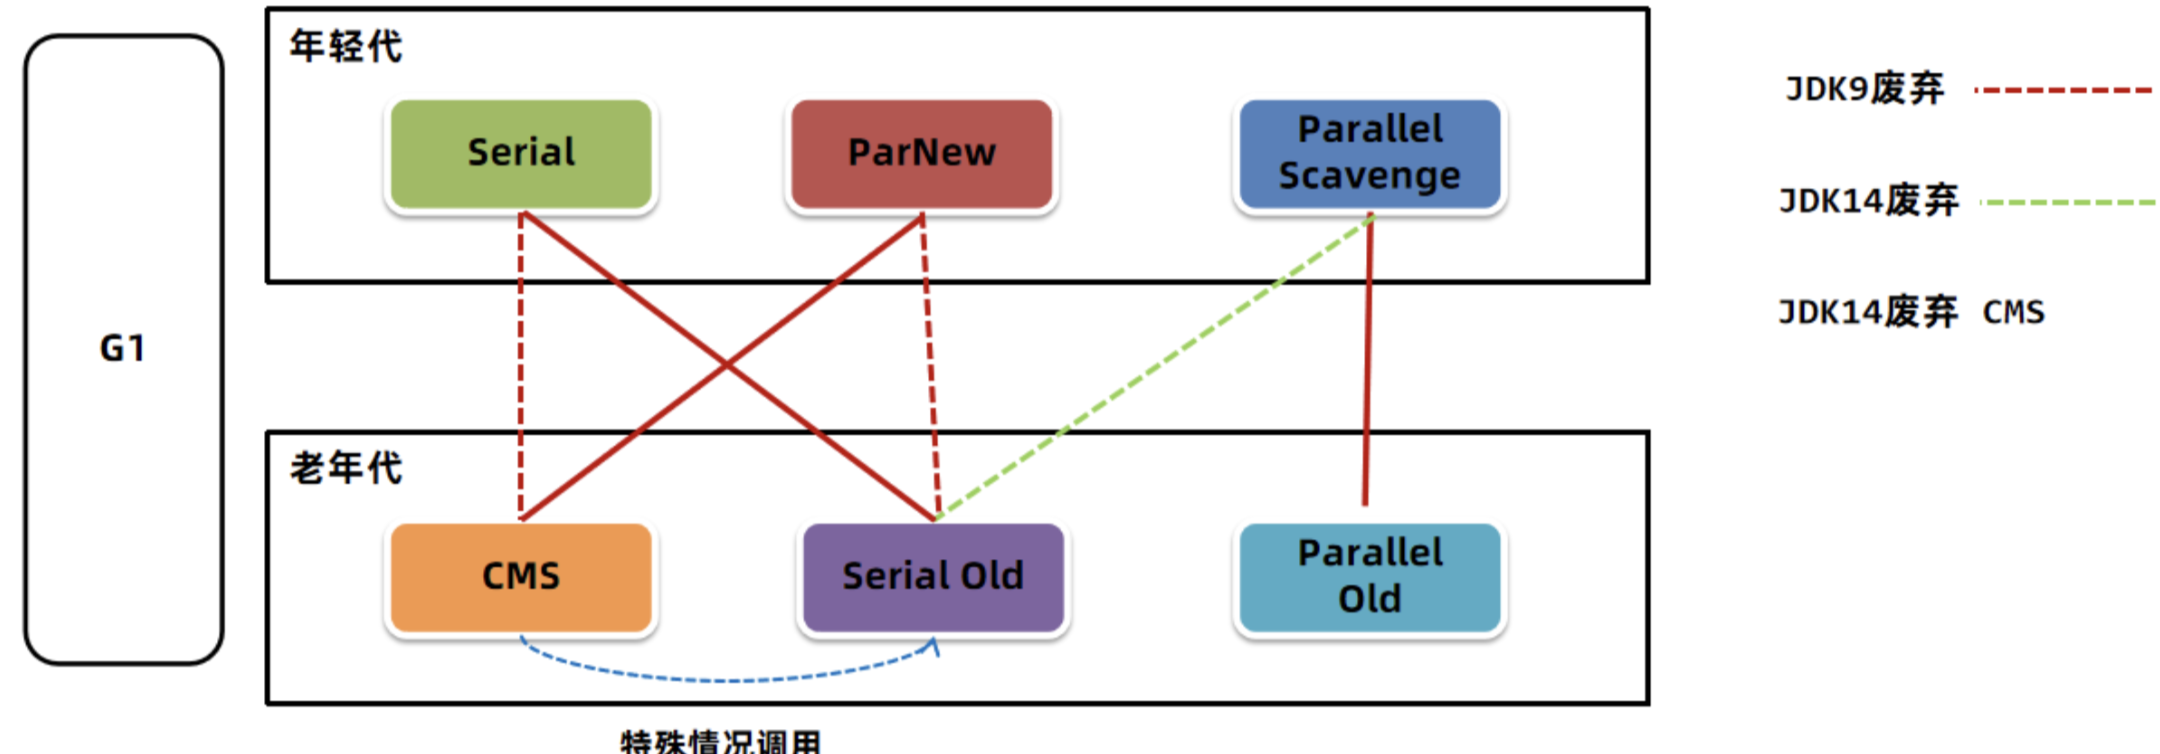 G1
年轻代
Serial
ParNew
Parallel
Scavenge
老年代
CMS
Serial Old
Parallel
Old
特殊情况调用
JDK9废弃
JDK14废弃
JDK14废弃 CMS